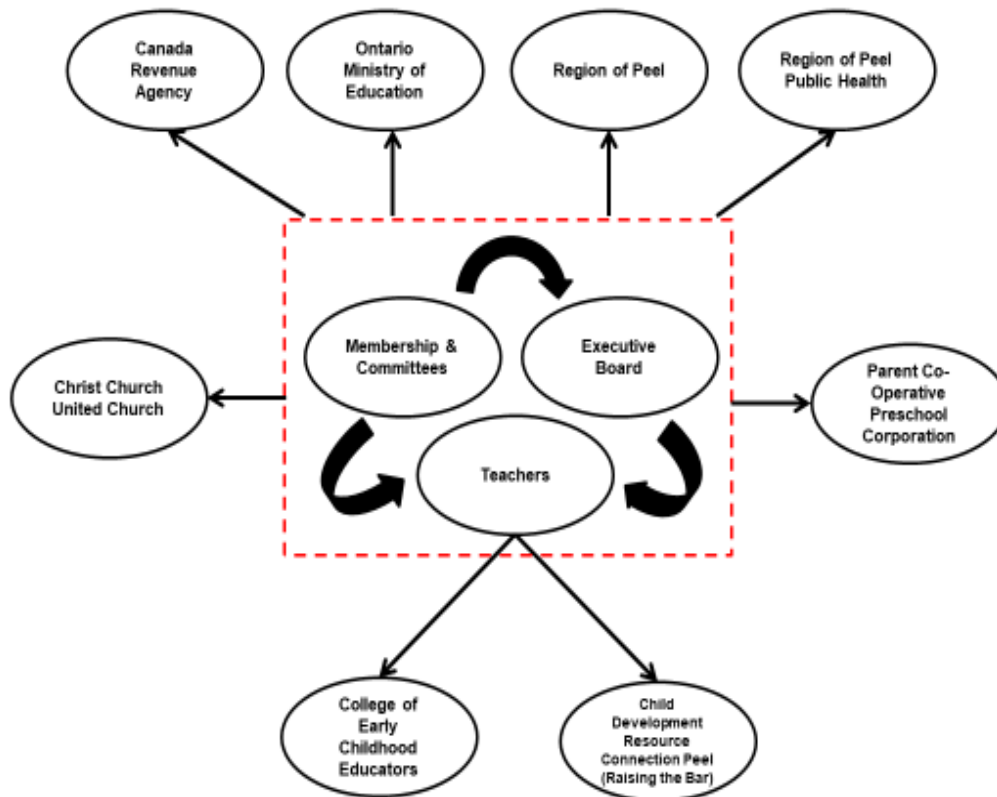 Canada
Revenue
Agency
Ontario
Ministry of
Education
Region of Peel
Region of Peel
Public Health
Membership &
Committees
Executive
Board
Teachers
Christ Church
United Church
Parent Co-
Operative
Preschool
Corporation
College of
Early
Childhood
Educators
Child
Development
Resource
Connection Peel
(Raising the Bar)